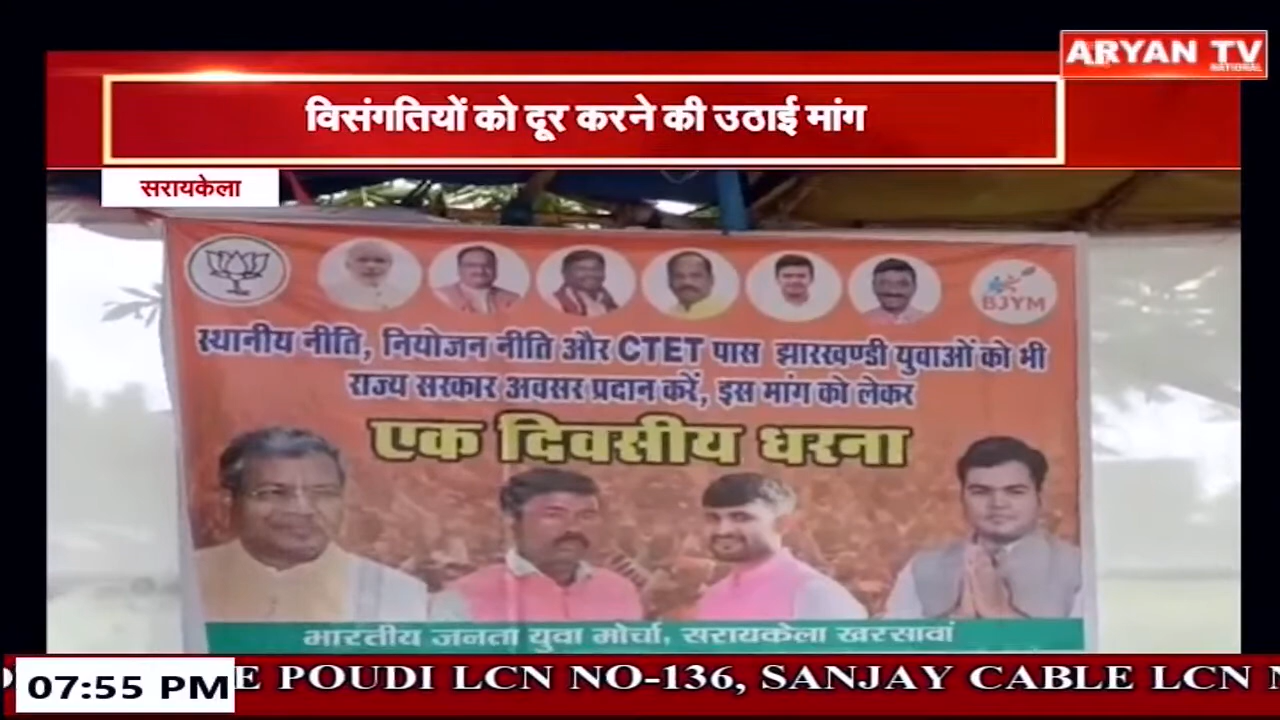 ARYAN TV
NATIONAL
विसंगतियों को दूर करने की उठाई मांग
सरायकेला
BJYM
स्थानीय नीति, नियोजन नीति और CTET पास झारखण्डी युवाओं को भी
राज्य सरकार अवसर प्रदान करें, इस मांग को लेकर
एक दिवसीय धरना
भारतीय जनता युवा मोर्चा, सरायकेला खरसावां
07:55 PM
E POUDI LCN NO-136, SANJAY CABLE LCN